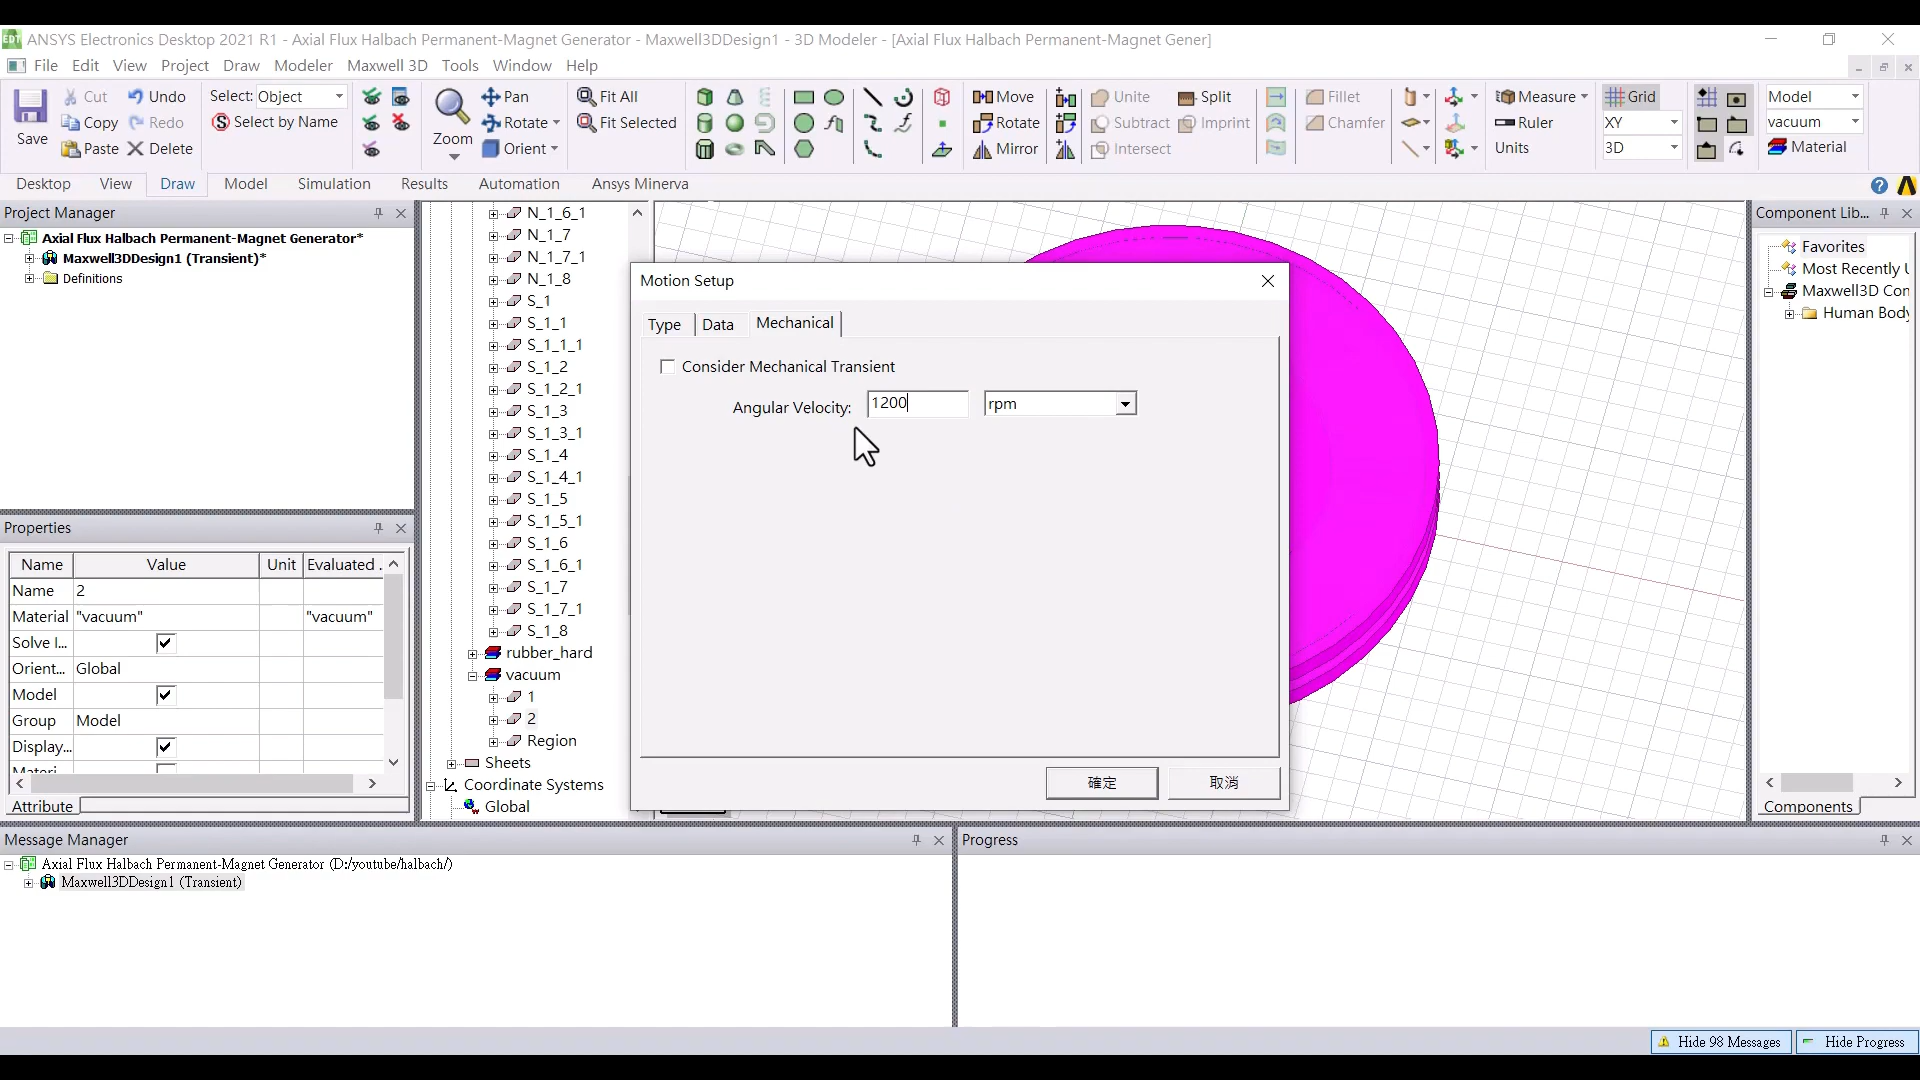 ANSYS Electronics Desktop 2021 R1 - Axial Flux Halbach Permanent-Magnet Generator - Maxwell3DDesign1 - 3D Modeler - [Axial Flux Halbach Permanent-Magnet Gener]
File Edit View Project Draw Modeler Maxwell 3D Tools Window Help
Save
Cut
Copy
Paste
Undo
Redo
Delete
Select: Object
Select by Name
Zoom
Pan
Rotate
Orient
Fit All
Fit Selected
Move
Rotate
Mirror
Unite
Subtract
Intersect
Split
Imprint
Fillet
Chamfer
Measure
Ruler
Units
Grid
XY
3D
Model
vacuum
Material
Desktop View Draw Model Simulation Results Automation Ansys Minerva
Project Manager
Axial Flux Halbach Permanent-Magnet Generator*
Maxwell3DDesign1 (Transient)*
Definitions
Properties
Name Value Unit Evaluated .
Name 2
Material "vacuum" "vacuum"
Solve I...
Orient... Global
Model
Group Model
Display...
Attribute
N_1_6_1
N_1_7
N_1_7_1
N_1_8
S_1
S_1_1
S_1_1_1
S_1_2
S_1_2_1
S_1_3
S_1_3_1
S_1_4
S_1_4_1
S_1_5
S_1_5_1
S_1_6
S_1_6_1
S_1_7
S_1_7_1
S_1_8
rubber_hard
vacuum
1
2
Region
Sheets
Coordinate Systems
Global
Motion Setup
Type Data Mechanical
Consider Mechanical Transient
Angular Velocity: 1200 rpm
確定 取消
Component Lib...
Favorites
Most Recently
Maxwell3D Con
Human Body
Components
Message Manager
Axial Flux Halbach Permanent-Magnet Generator (D:/youtube/halbach/)
Maxwell3DDesign1 (Transient)
Progress
Hide 98 Messages Hide Progress